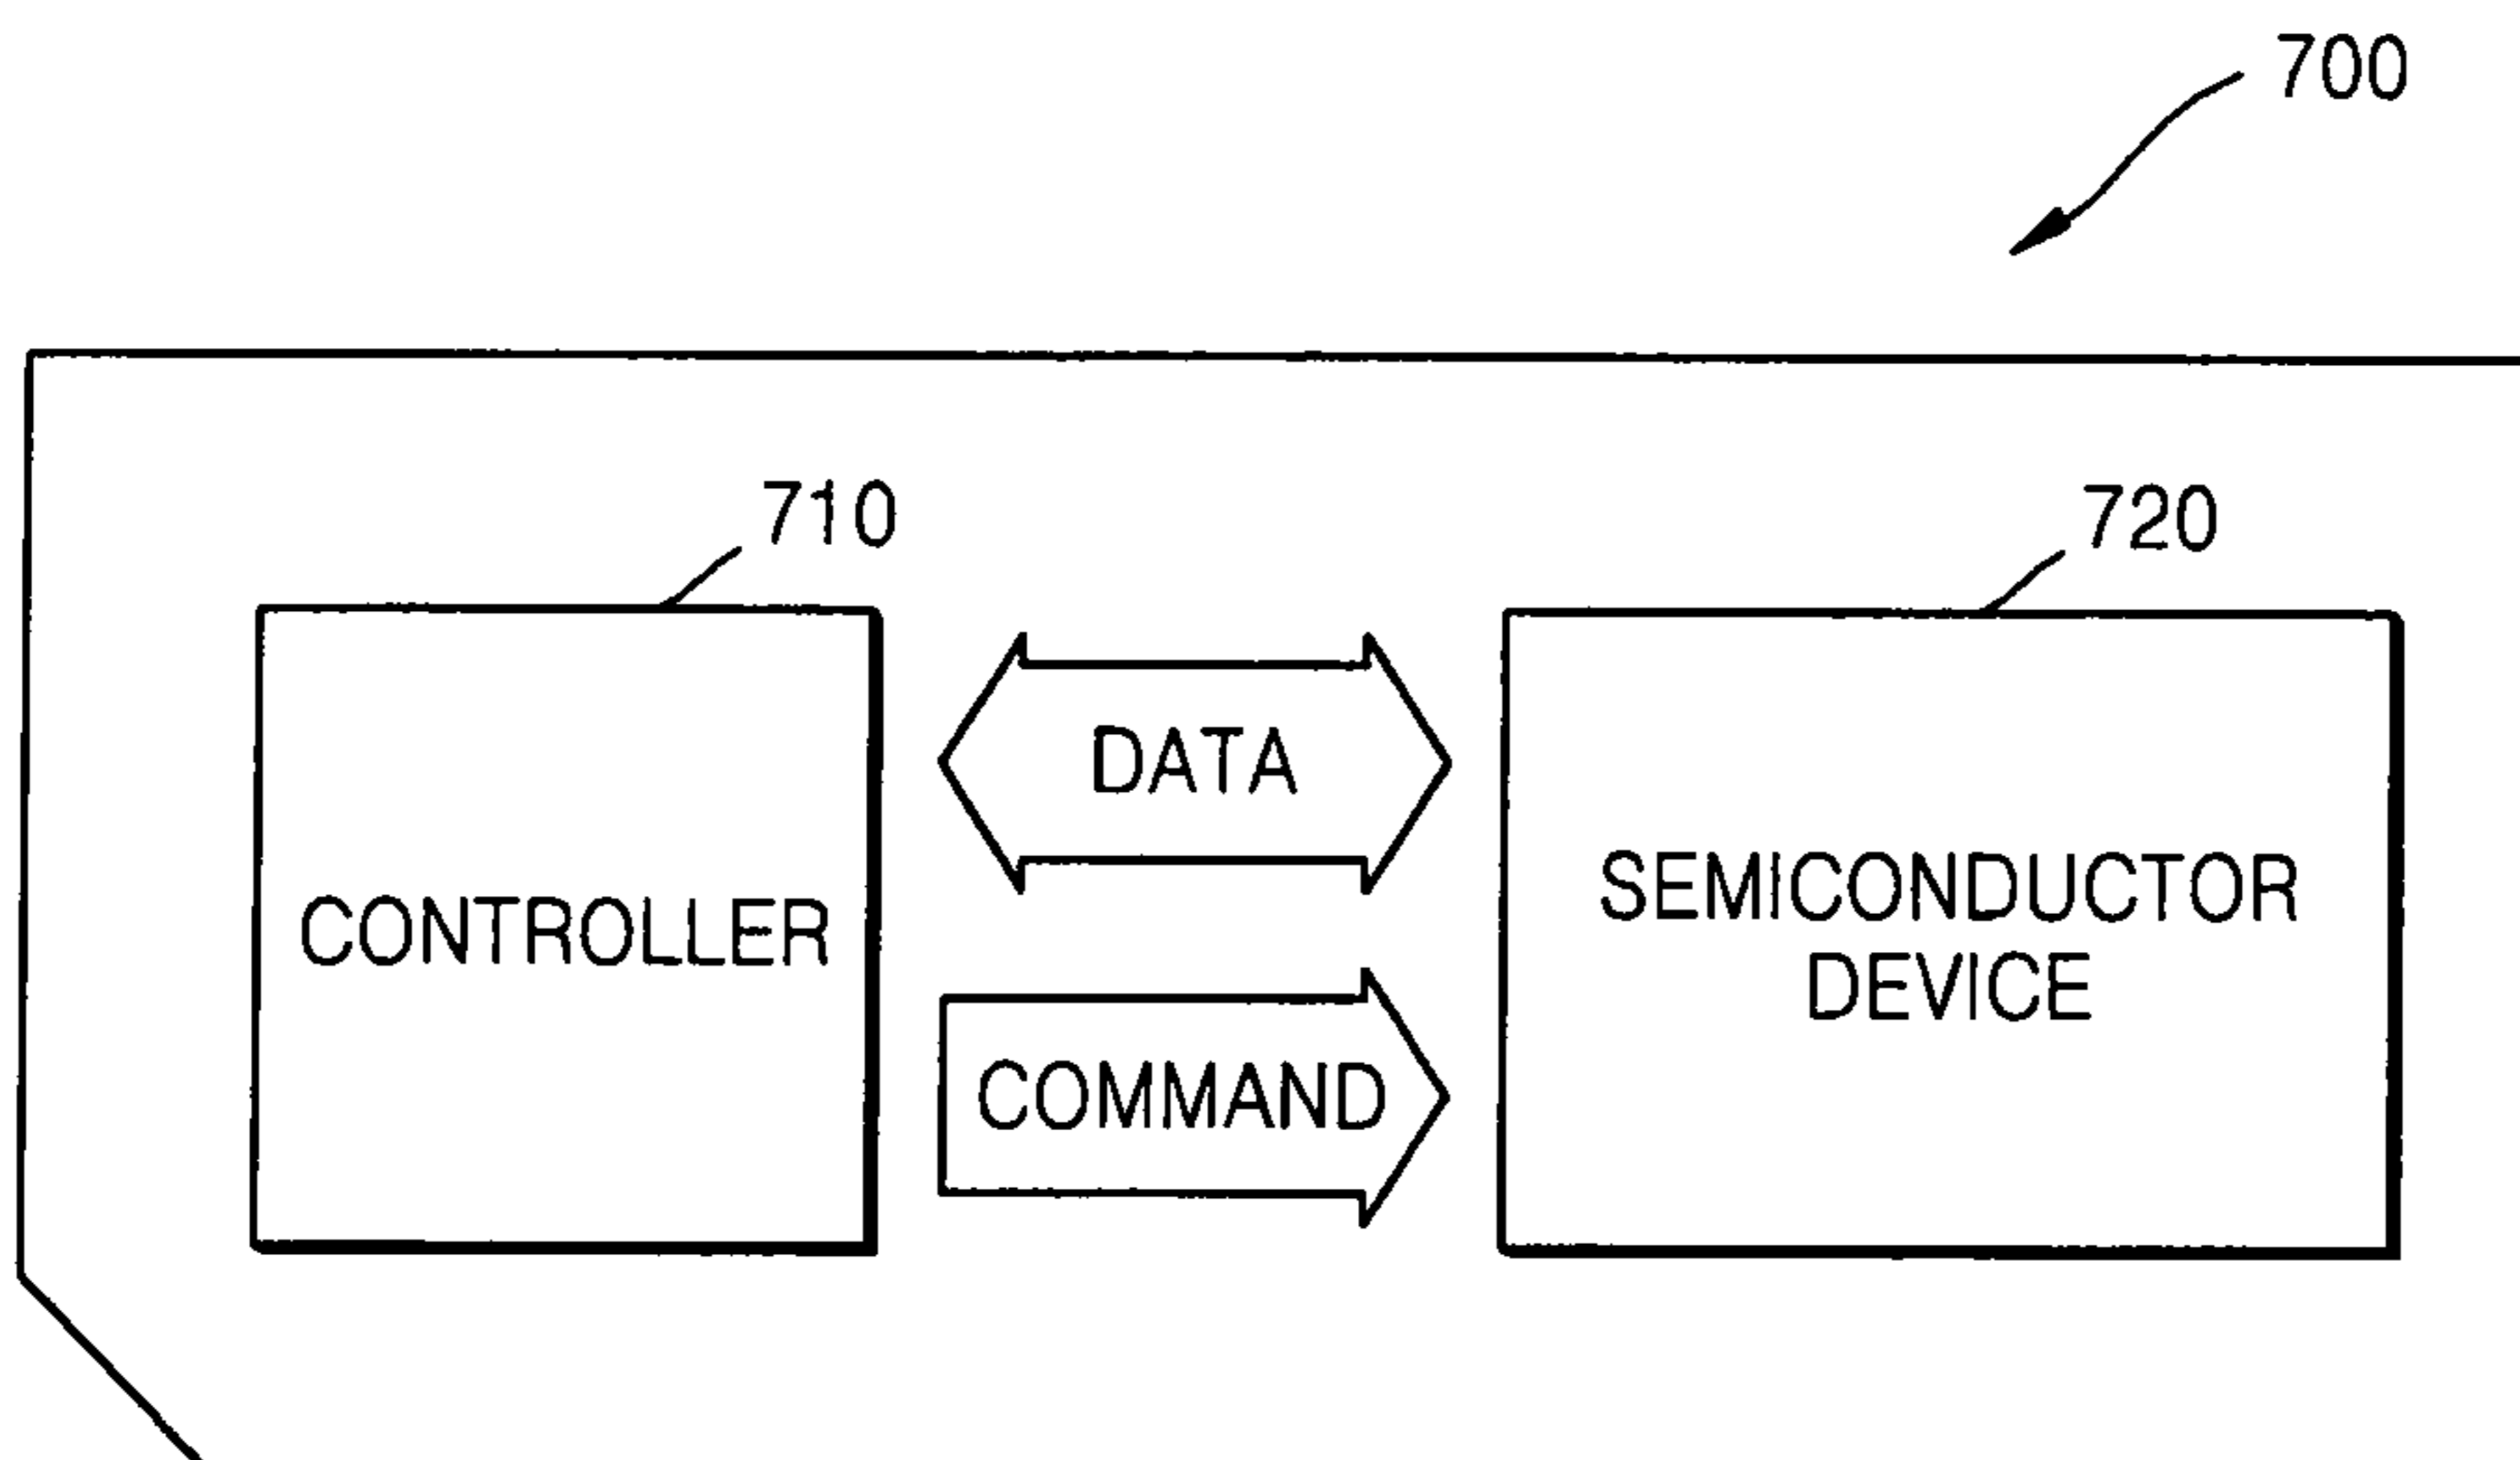 700
710
720
DATA
CONTROLLER
SEMICONDUCTOR
DEVICE
COMMAND